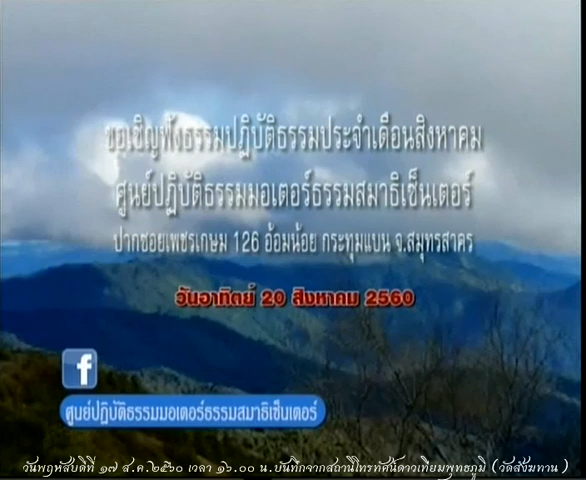 ขอเชิญฟังธรรมปฏิบัติธรรมประจำเดือนสิงหาคม
ศูนย์ปฏิบัติธรรมมอเตอร์ธรรมสมาธิเซ็นเตอร์
ปากซอยเพชรเกษม 126 อ้อมน้อย กระทุ่มแบน จ.สมุทรสาคร
วันอาทิตย์ 20 สิงหาคม 2560
f
ศูนย์ปฏิบัติธรรมมอเตอร์ธรรมสมาธิเซ็นเตอร์
วันพฤหัสบดีที่ ๑๗ ส.ค.๒๕๖๐ เวลา ๑๖.๐๐ น.บันทึกจากสถานีโทรทัศน์ดาวเทียมพุทธภูมิ (วัดสังฆทาน)